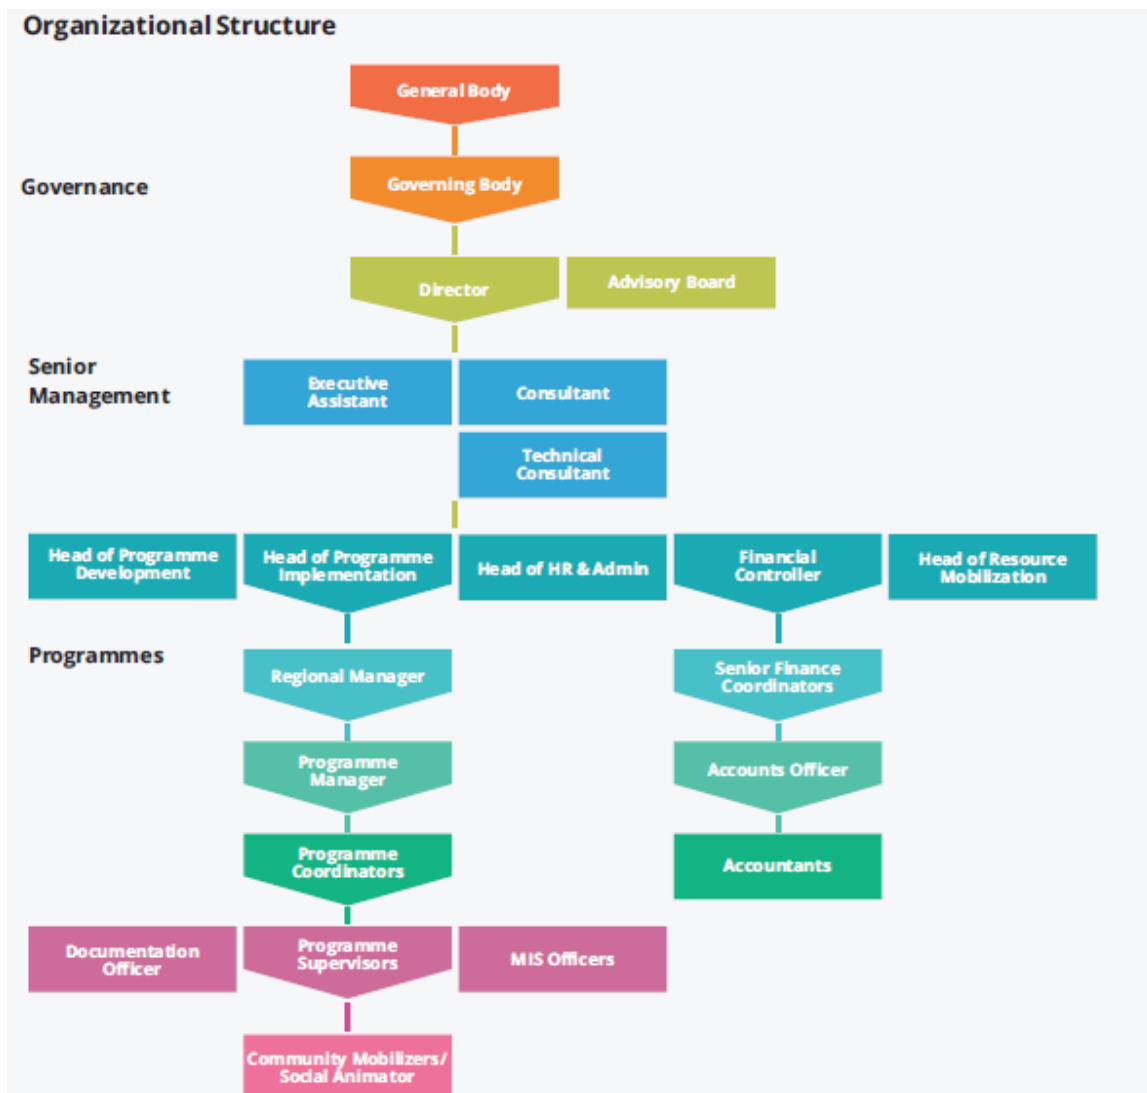 Organizational Structure
General Body
Governance
Governing Body
Director
Advisory Board
Senior
Management
Executive
Assistant
Consultant
Technical
Consultant
Head of Programme
Development
Head of Programme
Implementation
Head of HR & Admin
Financial
Controller
Head of Resource
Mobilization
Programmes
Regional Manager
Senior Finance
Coordinators
Programme
Manager
Accounts Officer
Programme
Coordinators
Accountants
Documentation
Officer
Programme
Supervisors
MIS Officers
Community Mobilizers/
Social Animator